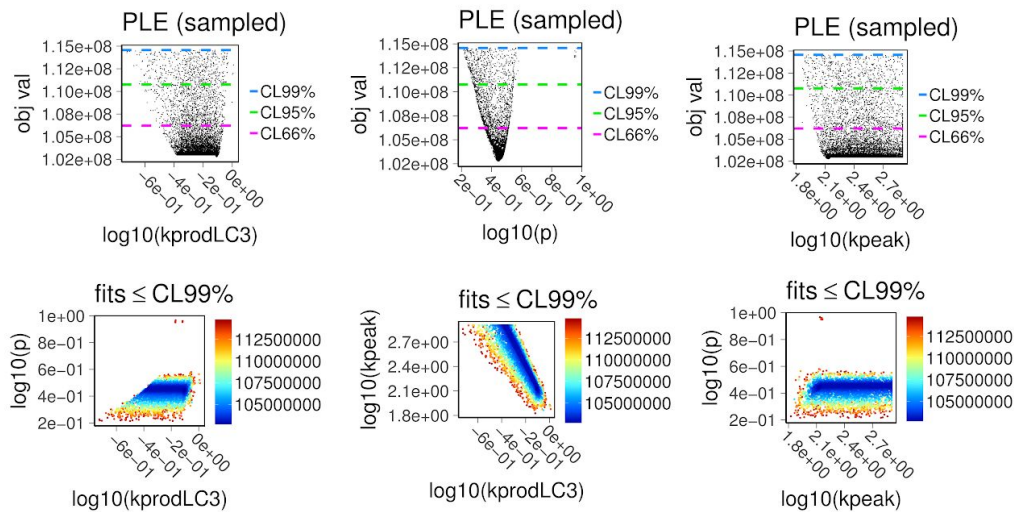 PLE (sampled)
obj val
1.15e+08
1.12e+08
1.10e+08
1.08e+08
1.05e+08
1.02e+08
CL99%
CL95%
CL66%
−6e−01
−4e−01
−2e−01
0e+00
log10(kprodLC3)
PLE (sampled)
obj val
1.15e+08
1.12e+08
1.10e+08
1.08e+08
1.05e+08
1.02e+08
CL99%
CL95%
CL66%
2e−01
4e−01
6e−01
8e−01
1e+00
log10(p)
PLE (sampled)
obj val
1.15e+08
1.12e+08
1.10e+08
1.08e+08
1.05e+08
1.02e+08
CL99%
CL95%
CL66%
1.8e+00
2.1e+00
2.4e+00
2.7e+00
log10(kpeak)
fits ≤ CL99%
log10(p)
1e+00
8e−01
6e−01
4e−01
2e−01
112500000
110000000
107500000
105000000
−6e−01
−4e−01
−2e−01
0e+00
log10(kprodLC3)
fits ≤ CL99%
log10(kpeak)
2.7e+00
2.4e+00
2.1e+00
1.8e+00
112500000
110000000
107500000
105000000
−6e−01
−4e−01
−2e−01
0e+00
log10(kprodLC3)
fits ≤ CL99%
log10(p)
1e+00
8e−01
6e−01
4e−01
2e−01
112500000
110000000
107500000
105000000
1.8e+00
2.1e+00
2.4e+00
2.7e+00
log10(kpeak)